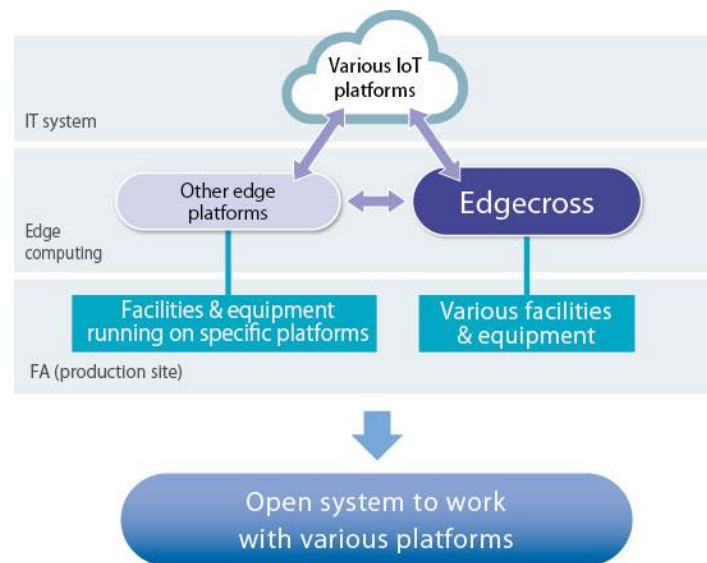 Various IoT
platforms
IT system
Other edge
platforms
Edgecross
Edge
computing
Facilities & equipment
running on specific platforms
Various facilities
& equipment
FA (production site)
Open system to work
with various platforms